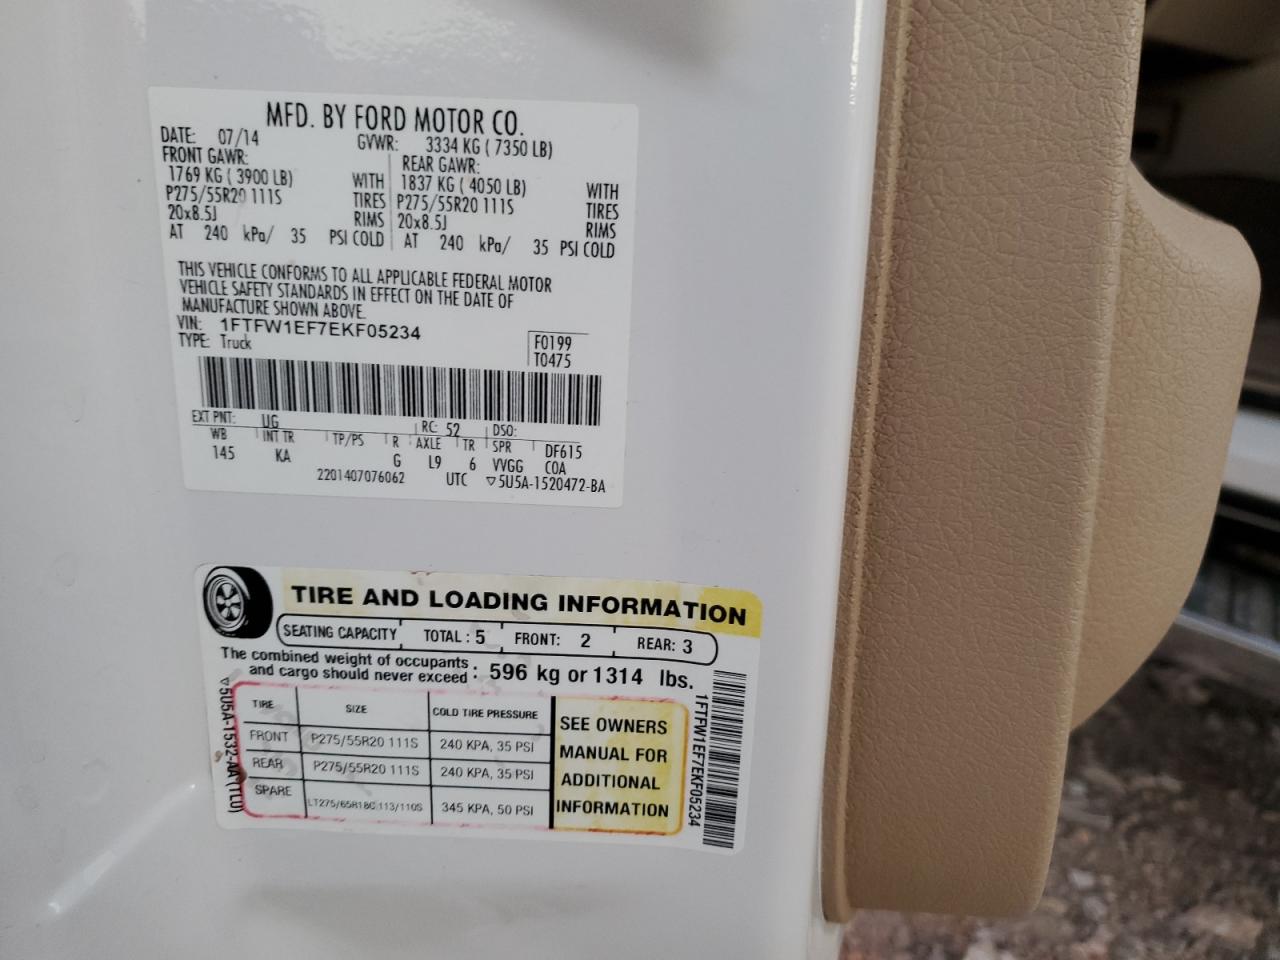 MFD. BY FORD MOTOR CO.
DATE: 07/14 GVWR: 3334 KG ( 7350 LB)
FRONT GAWR: REAR GAWR:
1769 KG ( 3900 LB) WITH 1837 KG ( 4050 LB) WITH
P275/55R20 111S TIRES P275/55R20 111S TIRES
20x8.5J RIMS 20x8.5J RIMS
AT 240 kPa/ 35 PSI COLD AT 240 kPa/ 35 PSI COLD
THIS VEHICLE CONFORMS TO ALL APPLICABLE FEDERAL MOTOR
VEHICLE SAFETY STANDARDS IN EFFECT ON THE DATE OF
MANUFACTURE SHOWN ABOVE.
VIN: 1FTFW1EF7EKF05234
TYPE: Truck
F0199
T0475
EXT PNT: UG RC: 52 DSO:
WB INT TR TP/PS R AXLE TR SPR DF615
145 KA G L9 6 VVGG COA
2201407076062 UTC ▽5U5A-1520472-BA
TIRE AND LOADING INFORMATION
SEATING CAPACITY TOTAL : 5 FRONT: 2 REAR: 3
The combined weight of occupants
and cargo should never exceed : 596 kg or 1314 lbs.
TIRE SIZE COLD TIRE PRESSURE
FRONT P275/55R20 111S 240 KPA, 35 PSI
REAR P275/55R20 111S 240 KPA, 35 PSI
SPARE LT275/65R18C 113/110S 345 KPA, 50 PSI
SEE OWNERS
MANUAL FOR
ADDITIONAL
INFORMATION
▽5U5A-1532-AA (TL0)
1FTFW1EF7EKF05234